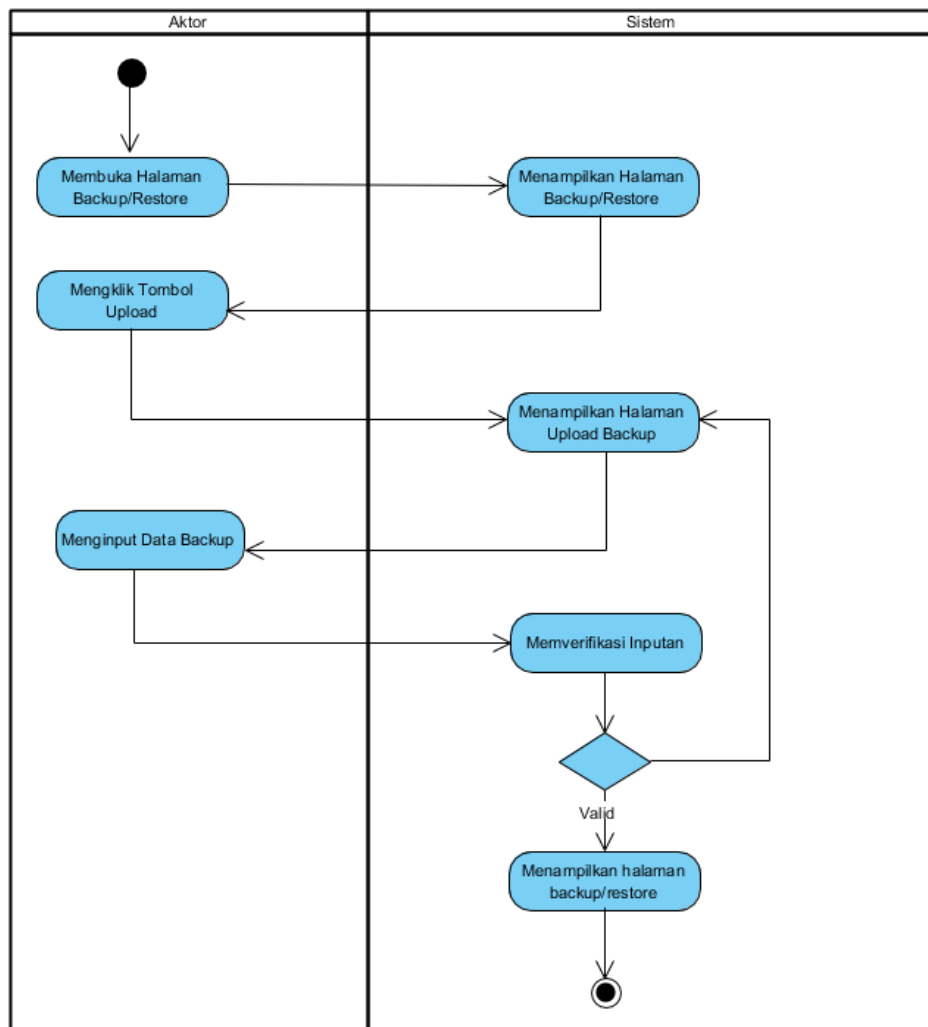 Aktor
Sistem
Membuka Halaman
Backup/Restore
Menampilkan Halaman
Backup/Restore
Mengklik Tombol
Upload
Menampilkan Halaman
Upload Backup
Menginput Data Backup
Memverifikasi Inputan
Valid
Menampilkan halaman
backup/restore